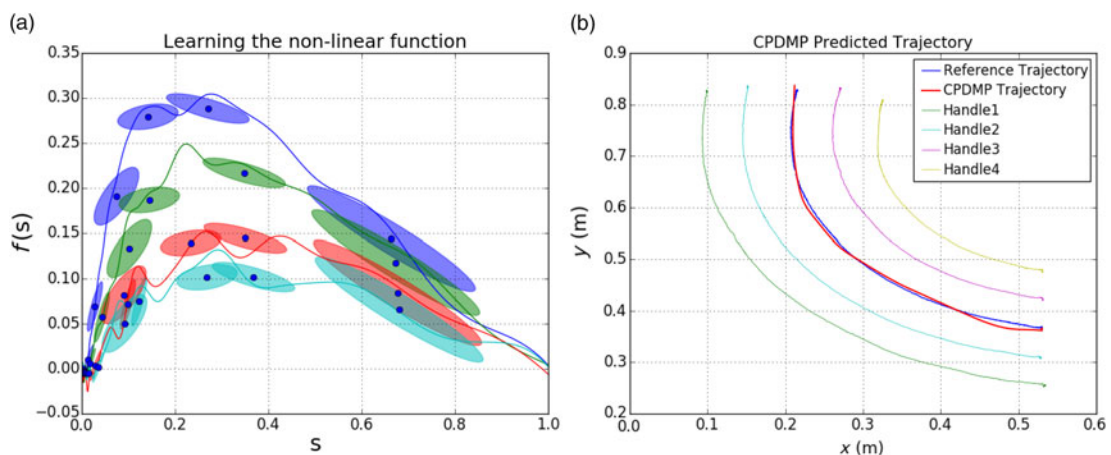 (a)
Learning the non-linear function
0.35
0.30
0.25
0.20
0.15
0.10
0.05
0.00
−0.05
f(s)
0.0 0.2 0.4 0.6 0.8 1.0
s
(b)
CPDMP Predicted Trajectory
0.9
0.8
0.7
0.6
0.5
0.4
0.3
0.2
y (m)
Reference Trajectory
CPDMP Trajectory
Handle1
Handle2
Handle3
Handle4
0.0 0.1 0.2 0.3 0.4 0.5 0.6
x (m)